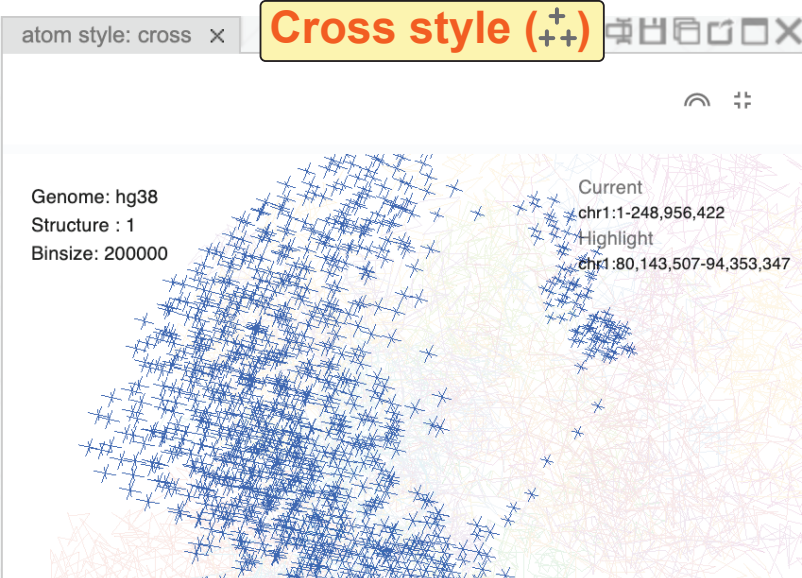 Cross style (+++)
atom style: cross ×
Genome: hg38
Structure : 1
Binsize: 200000
Current
chr1:1-248,956,422
Highlight
chr1:80,143,507-94,353,347